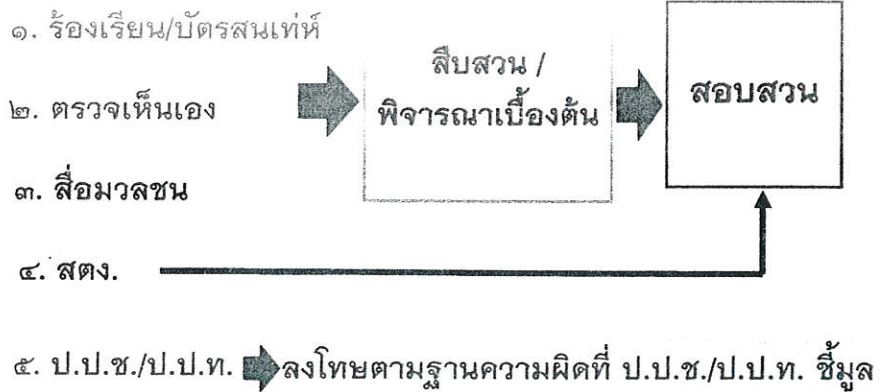 ๑. ร้องเรียน/บัตรสนเท่ห์
สืบสวน /
พิจารณาเบื้องต้น
สอบสวน
๒. ตรวจเห็นเอง
๓. สื่อมวลชน
๔. สตง.
๕. ป.ป.ช./ป.ป.ท. ลงโทษตามฐานความผิดที่ ป.ป.ช./ป.ป.ท. ชี้มูล